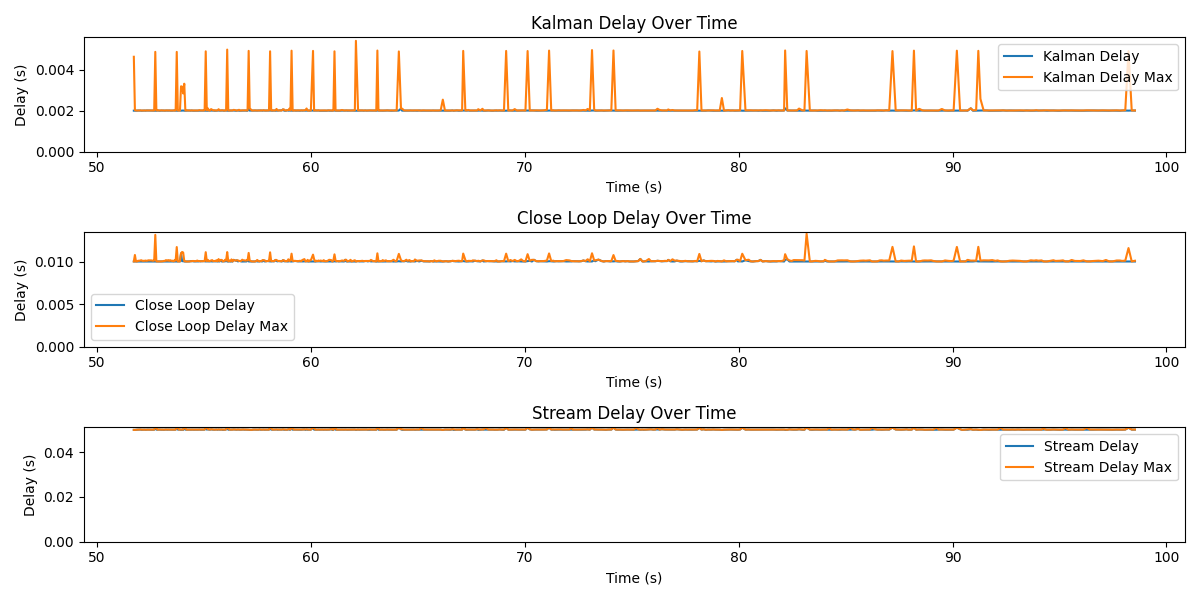 Kalman Delay Over Time
Delay (s)
0.004
0.002
0.000
Kalman Delay
Kalman Delay Max
50 60 70 80 90 100
Time (s)
Close Loop Delay Over Time
Delay (s)
0.010
0.005
0.000
Close Loop Delay
Close Loop Delay Max
50 60 70 80 90 100
Time (s)
Stream Delay Over Time
Delay (s)
0.04
0.02
0.00
Stream Delay
Stream Delay Max
50 60 70 80 90 100
Time (s)